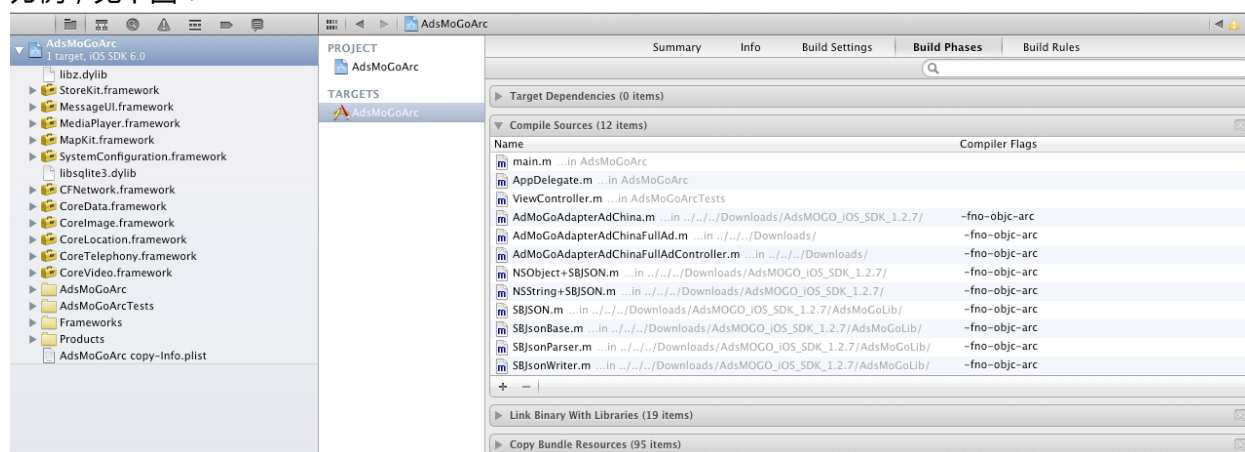 AdsMoGoArc
AdsMoGoArc
1 target, iOS SDK 6.0
libz.dylib
StoreKit.framework
MessageUI.framework
MediaPlayer.framework
MapKit.framework
SystemConfiguration.framework
libsqlite3.dylib
CFNetwork.framework
CoreData.framework
CoreImage.framework
CoreLocation.framework
CoreTelephony.framework
CoreVideo.framework
AdsMoGoArc
AdsMoGoArcTests
Frameworks
Products
AdsMoGoArc copy-Info.plist
PROJECT
AdsMoGoArc
TARGETS
AdsMoGoArc
Summary Info Build Settings Build Phases Build Rules
Target Dependencies (0 items)
Compile Sources (12 items)
Name Compiler Flags
main.m ...in AdsMoGoArc
AppDelegate.m ...in AdsMoGoArc
ViewController.m ...in AdsMoGoArcTests
AdMoGoAdapterAdChina.m ...in ../../../Downloads/AdsMOGO_iOS_SDK_1.2.7/ -fno-objc-arc
AdMoGoAdapterAdChinaFullAd.m ...in ../../../Downloads/ -fno-objc-arc
AdMoGoAdapterAdChinaFullAdController.m ...in ../../../Downloads/ -fno-objc-arc
NSObject+SBJSON.m ...in ../../../Downloads/AdsMOGO_iOS_SDK_1.2.7/ -fno-objc-arc
NSString+SBJSON.m ...in ../../../Downloads/AdsMOGO_iOS_SDK_1.2.7/ -fno-objc-arc
SBJSON.m ...in ../../../Downloads/AdsMOGO_iOS_SDK_1.2.7/AdsMoGoLib/ -fno-objc-arc
SBJsonBase.m ...in ../../../Downloads/AdsMOGO_iOS_SDK_1.2.7/AdsMoGoLib/ -fno-objc-arc
SBJsonParser.m ...in ../../../Downloads/AdsMOGO_iOS_SDK_1.2.7/AdsMoGoLib/ -fno-objc-arc
SBJsonWriter.m ...in ../../../Downloads/AdsMOGO_iOS_SDK_1.2.7/AdsMoGoLib/ -fno-objc-arc
Link Binary With Libraries (19 items)
Copy Bundle Resources (95 items)